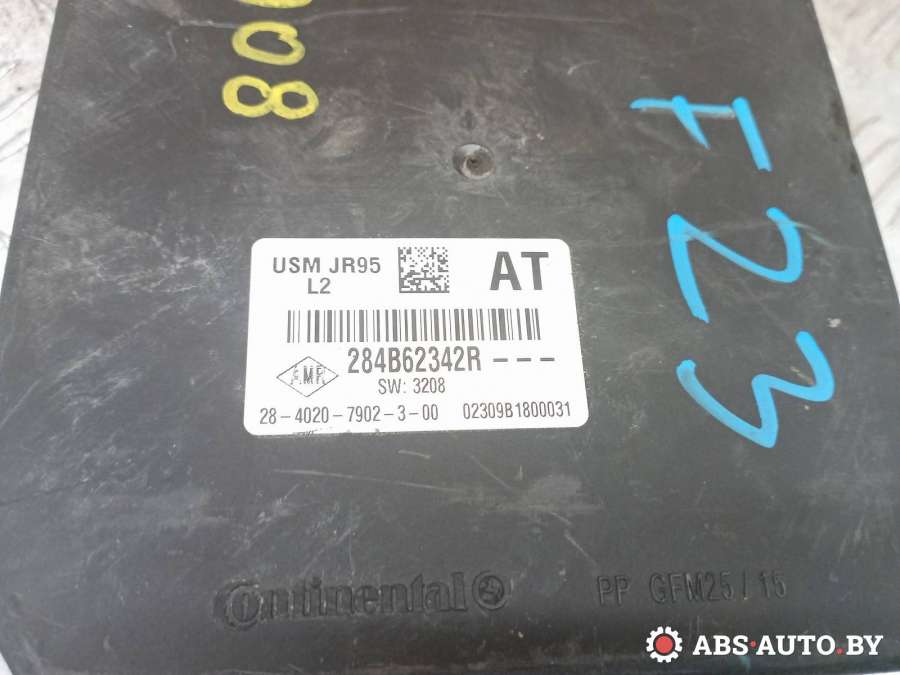 808
F23
USM JR95
L2
AT
284B62342R---
AMR
SW: 3208
28-4020-7902-3-00 02309B1800031
Continental
PP GFM25/15
ABS-AUTO.BY